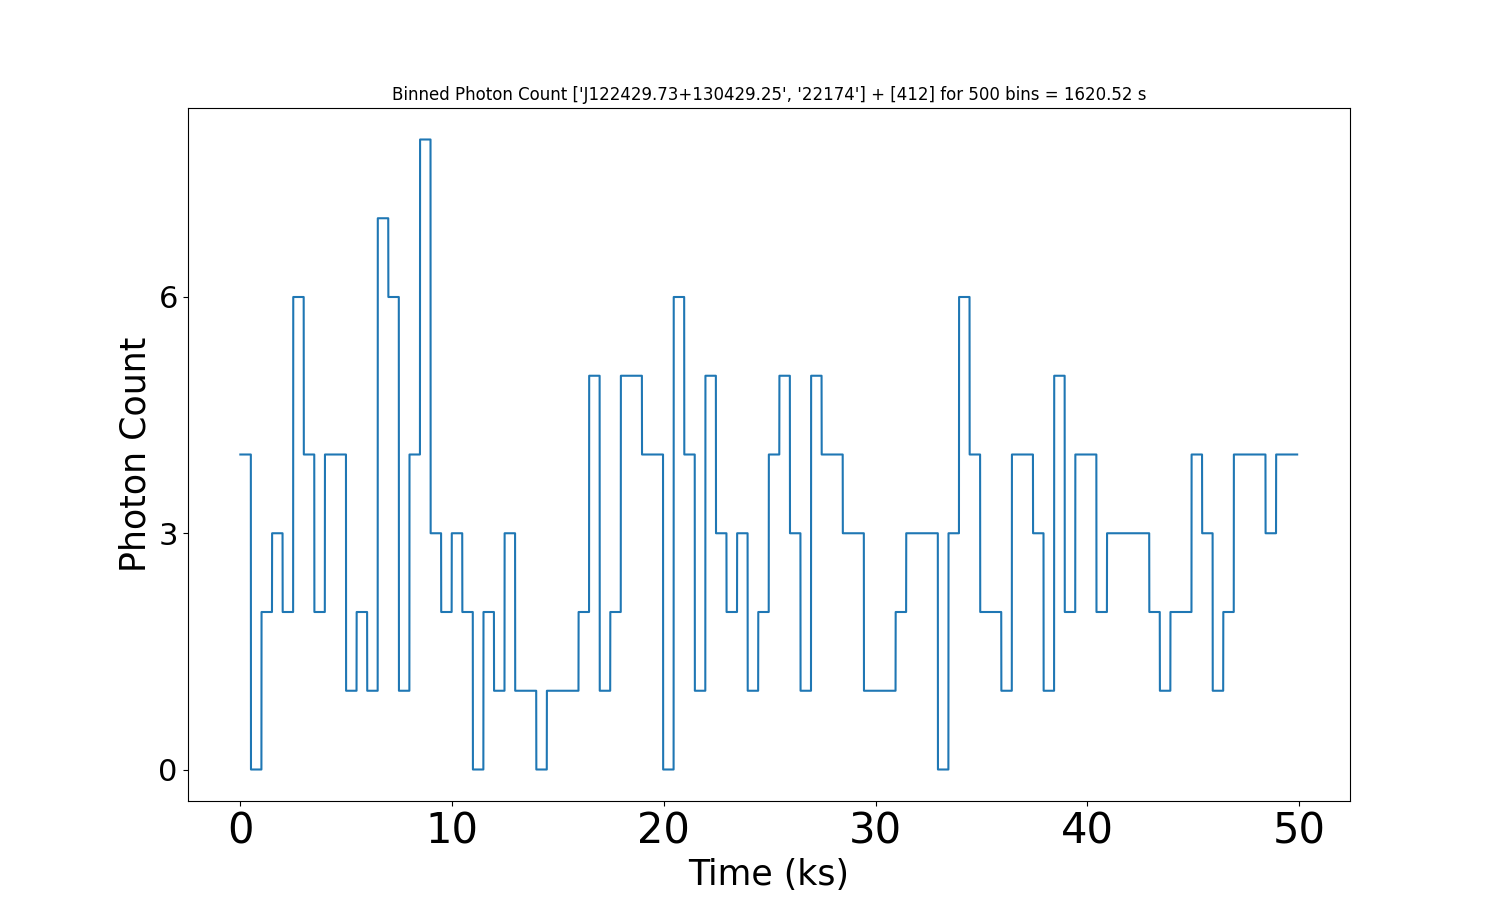 Binned Photon Count ['J122429.73+130429.25', '22174'] + [412] for 500 bins = 1620.52 s
Photon Count
6
3
0
0 10 20 30 40 50
Time (ks)